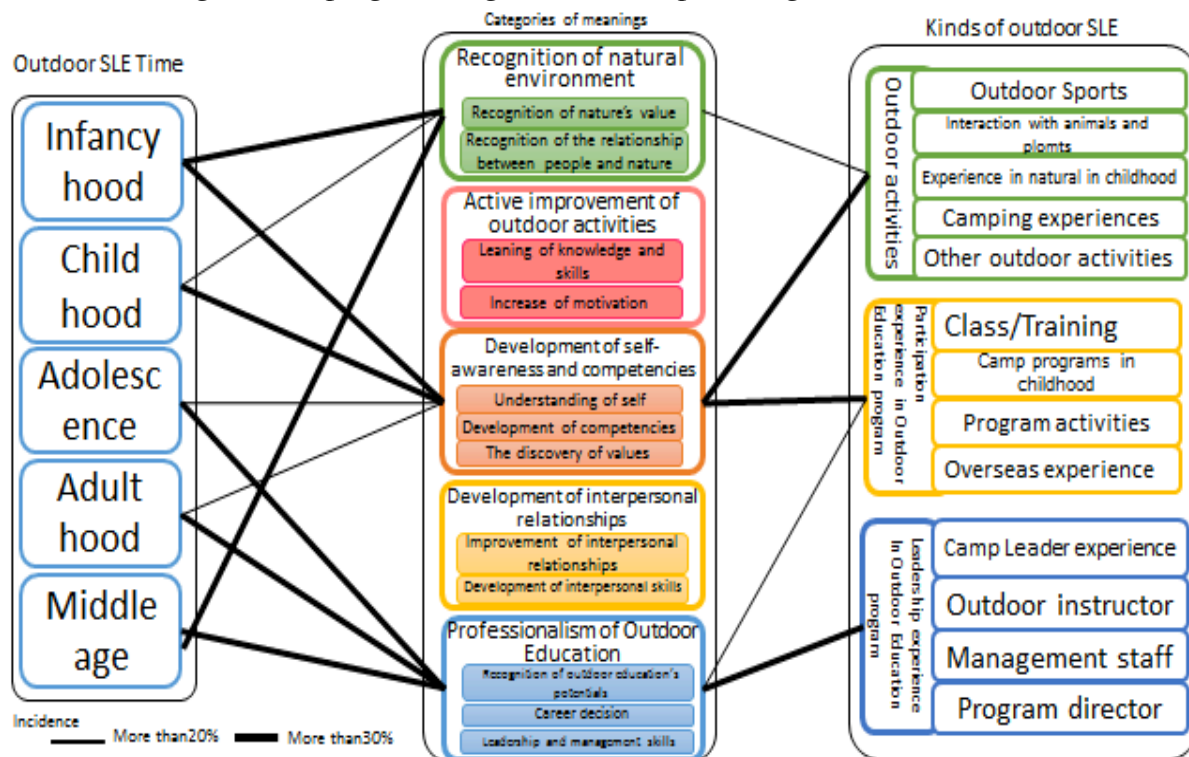 Categories of meanings
Kinds of outdoor SLE
Outdoor SLE Time
Infancy
hood
Child
hood
Adolesc
ence
Adult
hood
Middle
age
Incidence
More than20%
More than30%
Recognition of natural
environment
Recognition of nature's value
Recognition of the relationship
between people and nature
Active improvement of
outdoor activities
Leaning of knowledge and
skills
Increase of motivation
Development of self-
awareness and competencies
Understanding of self
Development of competencies
The discovery of values
Development of interpersonal
relationships
Improvement of interpersonal
relationships
Development of interpersonal skills
Professionalism of Outdoor
Education
Recognition of outdoor education's
potentials
Career decision
Leadership and management skills
Outdoor activities
Outdoor Sports
Interaction with animals and
plomts
Experience in natural in childhood
Camping experiences
Other outdoor activities
Participation
experience in Outdoor
Education program
Class/Training
Camp programs in
childhood
Program activities
Overseas experience
Leadership experience
In Outdoor Education
program
Camp Leader experience
Outdoor instructor
Management staff
Program director